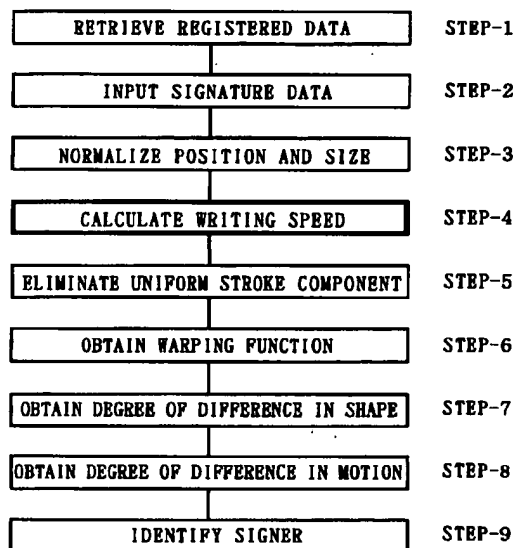 RETRIEVE REGISTERED DATA STEP-1
INPUT SIGNATURE DATA STEP-2
NORMALIZE POSITION AND SIZE STEP-3
CALCULATE WRITING SPEED STEP-4
ELIMINATE UNIFORM STROKE COMPONENT STEP-5
OBTAIN WARPING FUNCTION STEP-6
OBTAIN DEGREE OF DIFFERENCE IN SHAPE STEP-7
OBTAIN DEGREE OF DIFFERENCE IN MOTION STEP-8
IDENTIFY SIGNER STEP-9